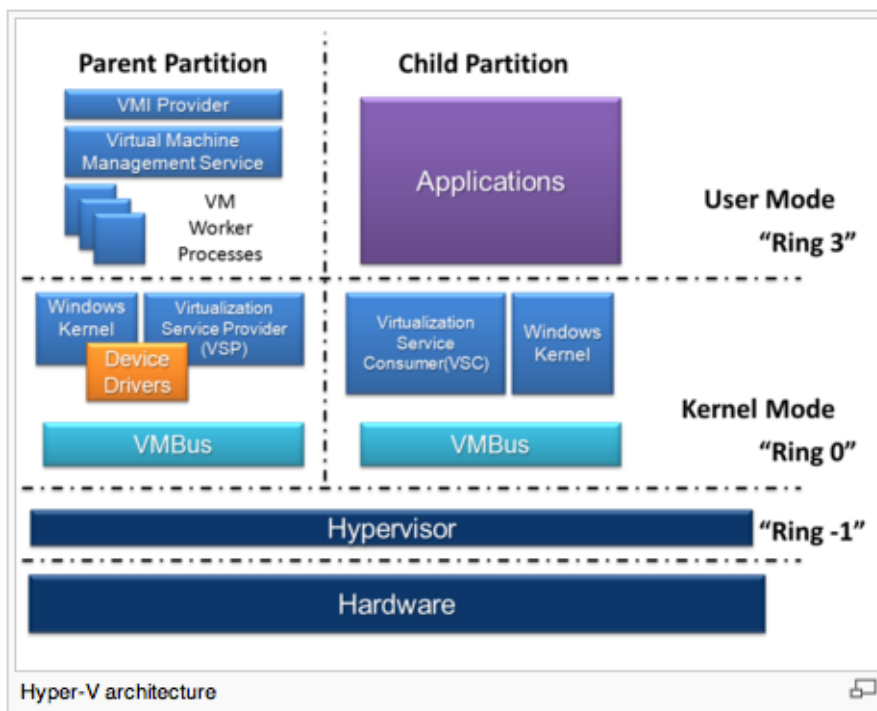 Parent Partition
Child Partition
VMI Provider
Virtual Machine
Management Service
VM
Worker
Processes
Applications
User Mode
“Ring 3”
Windows
Kernel
Virtualization
Service Provider
(VSP)
Device
Drivers
Virtualization
Service
Consumer(VSC)
Windows
Kernel
Kernel Mode
“Ring 0”
VMBus
VMBus
Hypervisor
“Ring -1”
Hardware
Hyper-V architecture